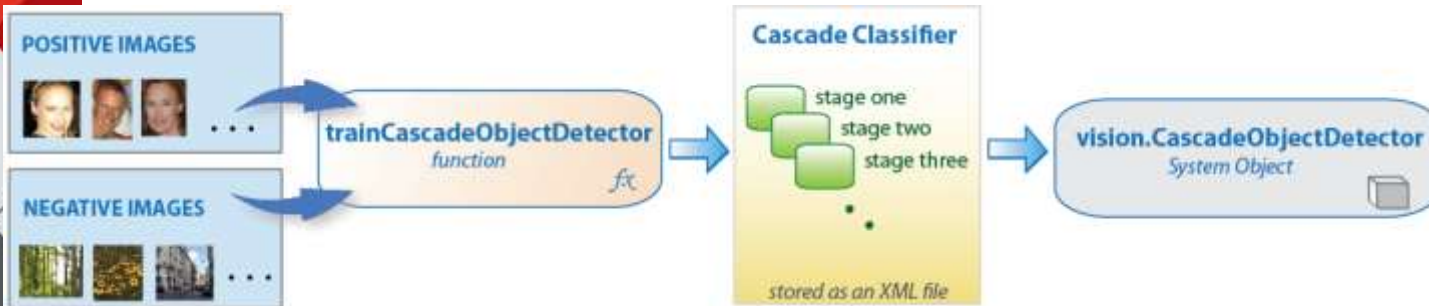 POSITIVE IMAGES
...
NEGATIVE IMAGES
...
trainCascadeObjectDetector
function
fx
Cascade Classifier
stage one
stage two
stage three
stored as an XML file
vision.CascadeObjectDetector
System Object